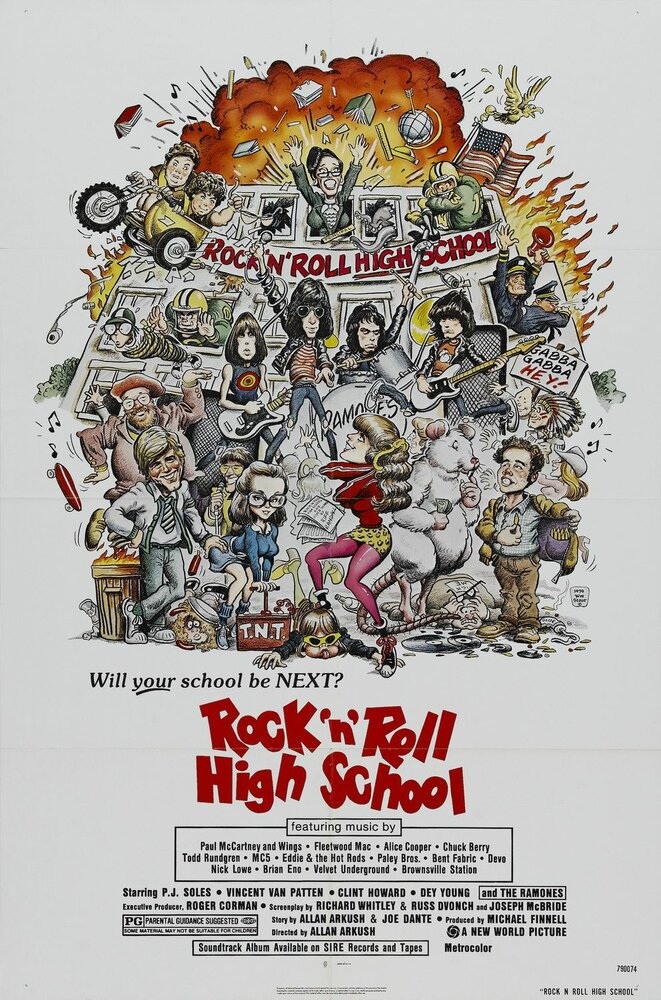 ROCK 'N' ROLL HIGH SCHOOL
GABBA
GABBA
HEY!
RAMONES
T.N.T.
1979
Will your school be NEXT?
Rock 'n' Roll
High School
featuring music by
Paul McCartney and Wings • Fleetwood Mac • Alice Cooper • Chuck Berry
Todd Rundgren • MC5 • Eddie & the Hot Rods • Paley Bros. • Bent Fabric • Devo
Nick Lowe • Brian Eno • Velvet Underground • Brownsville Station
Starring P.J. SOLES • VINCENT VAN PATTEN • CLINT HOWARD • DEY YOUNG and THE RAMONES
Executive Producer, ROGER CORMAN • Screenplay by RICHARD WHITLEY & RUSS DVONCH and JOSEPH McBRIDE
PG PARENTAL GUIDANCE SUGGESTED
SOME MATERIAL MAY NOT BE SUITABLE FOR CHILDREN
Story by ALLAN ARKUSH & JOE DANTE • Produced by MICHAEL FINNELL
Directed by ALLAN ARKUSH
A NEW WORLD PICTURE
Soundtrack Album Available on SIRE Records and Tapes
Metrocolor
790074
"ROCK N ROLL HIGH SCHOOL"